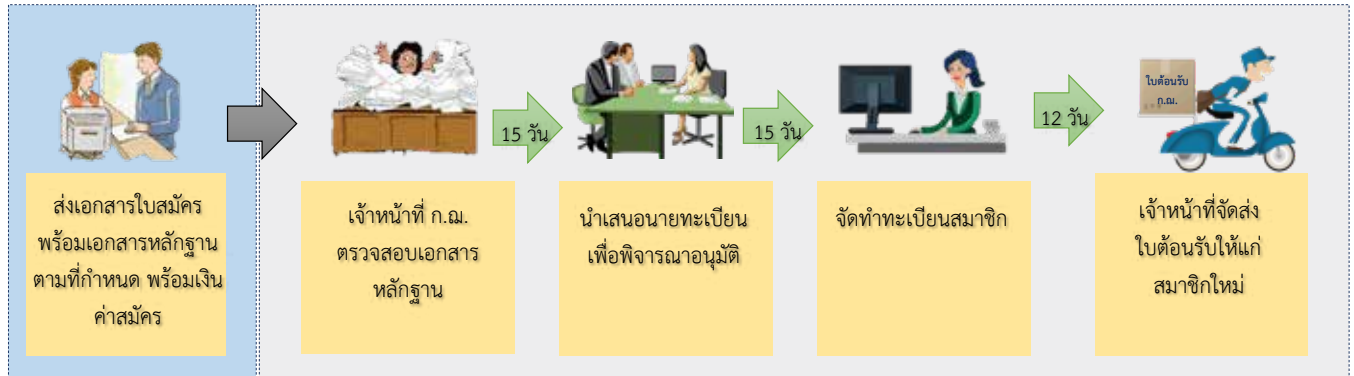 ส่งเอกสารใบสมัคร
พร้อมเอกสารหลักฐาน
ตามที่กำหนด พร้อมเงิน
ค่าสมัคร
เจ้าหน้าที่ ก.ฌ.
ตรวจสอบเอกสาร
หลักฐาน
15 วัน
นำเสนอนายทะเบียน
เพื่อพิจารณาอนุมัติ
15 วัน
จัดทำทะเบียนสมาชิก
12 วัน
ใบต้อนรับ
ก.ฌ.
เจ้าหน้าที่จัดส่ง
ใบต้อนรับให้แก่
สมาชิกใหม่